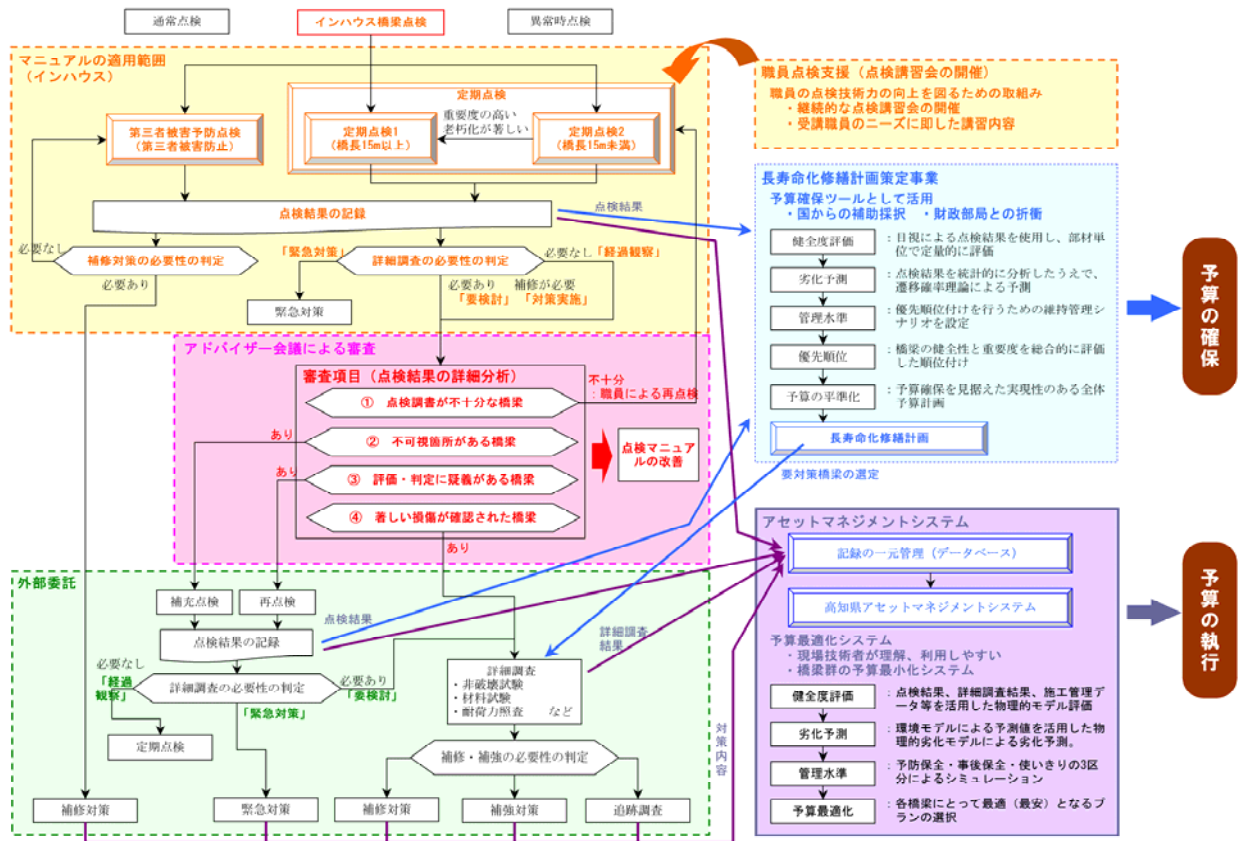 通常点検
インハウス橋梁点検
異常時点検
マニュアルの適用範囲
（インハウス）
定期点検
第三者被害予防点検
（第三者被害防止）
定期点検1
（橋長15m以上）
重要度の高い
老朽化が著しい
定期点検2
（橋長15m未満）
点検結果の記録
点検結果
必要なし
補修対策の必要性の判定
必要あり
「緊急対策」
詳細調査の必要性の判定
必要なし
「経過観察」
必要あり
「要検討」
補修が必要
「対策実施」
緊急対策
職員点検支援（点検講習会の開催）
職員の点検技術力の向上を図るための取組み
・継続的な点検講習会の開催
・受講職員のニーズに即した講習内容
長寿命化修繕計画策定事業
予算確保ツールとして活用
・国からの補助採択　・財政部局との折衝
健全度評価
：目視による点検結果を使用し、部材単
位で定量的に評価
劣化予測
：点検結果を統計的に分析したうえで、
遷移確率理論による予測
管理水準
：優先順位付けを行うための維持管理シ
ナリオを設定
優先順位
：橋梁の健全性と重要度を総合的に評価
した順位付け
予算の平準化
：予算確保を見据えた実現性のある全体
予算計画
長寿命化修繕計画
要対策橋梁の選定
予算の確保
アドバイザー会議による審査
審査項目（点検結果の詳細分析）
① 点検調書が不十分な橋梁
不十分
：職員による再点検
あり
② 不可視箇所がある橋梁
あり
③ 評価・判定に疑義がある橋梁
④ 著しい損傷が確認された橋梁
あり
点検マニュア
ルの改善
外部委託
補充点検
再点検
点検結果の記録
点検結果
必要なし
「経過
観察」
詳細調査の必要性の判定
必要あり
「要検討」
「緊急対策」
定期点検
詳細調査
・非破壊試験
・材料試験
・耐荷力照査　など
詳細調査
結果
補修・補強の必要性の判定
対策内容
補修対策
緊急対策
補修対策
補強対策
追跡調査
アセットマネジメントシステム
記録の一元管理（データベース）
高知県アセットマネジメントシステム
予算最適化システム
・現場技術者が理解、利用しやすい
・橋梁群の予算最小化システム
健全度評価
：点検結果、詳細調査結果、施工管理デ
ータ等を活用した物理的モデル評価
劣化予測
：環境モデルによる予測値を活用した物
理的劣化モデルによる劣化予測。
管理水準
：予防保全・事後保全・使いきりの3区
分によるシミュレーション
予算最適化
：各橋梁にとって最適（最安）となるプ
ランの選択
予算の執行